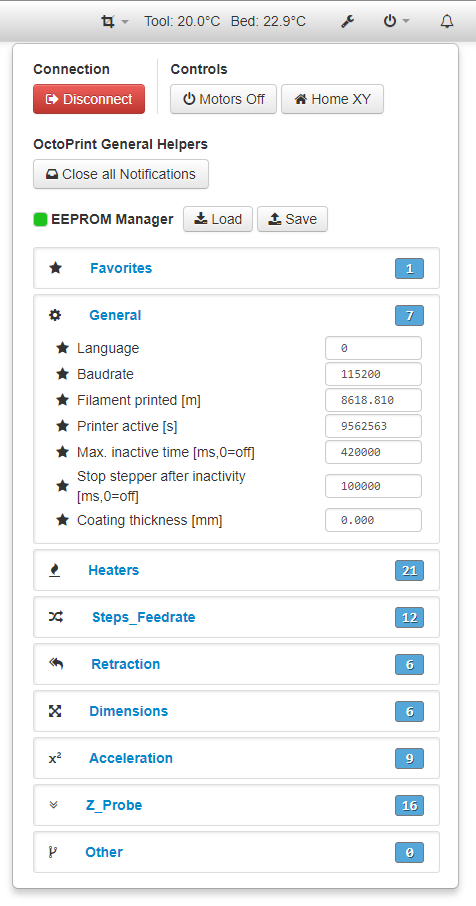 Tool: 20.0°C Bed: 22.9°C
Connection Controls
Disconnect Motors Off Home XY
OctoPrint General Helpers
Close all Notifications
EEPROM Manager Load Save
Favorites 1
General 7
Language 0
Baudrate 115200
Filament printed [m] 8618.810
Printer active [s] 9562563
Max. inactive time [ms,0=off] 420000
Stop stepper after inactivity
[ms,0=off] 100000
Coating thickness [mm] 0.000
Heaters 21
Steps_Feedrate 12
Retraction 6
Dimensions 6
x² Acceleration 9
Z_Probe 16
Other 0